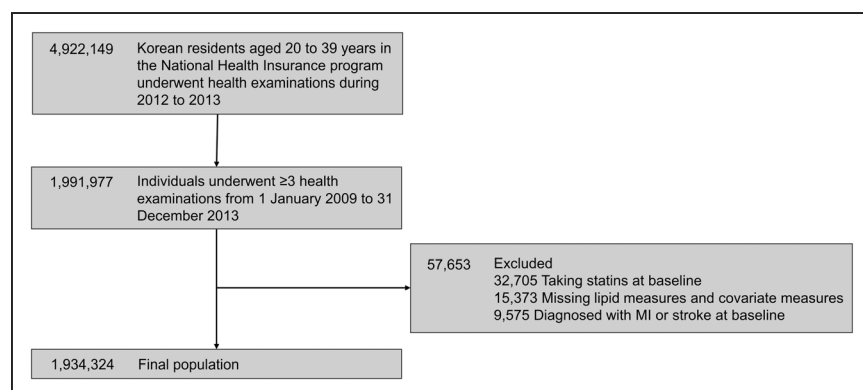 4,922,149 Korean residents aged 20 to 39 years in
the National Health Insurance program
underwent health examinations during
2012 to 2013
1,991,977 Individuals underwent ≥3 health
examinations from 1 January 2009 to 31
December 2013
57,653 Excluded
32,705 Taking statins at baseline
15,373 Missing lipid measures and covariate measures
9,575 Diagnosed with MI or stroke at baseline
1,934,324 Final population